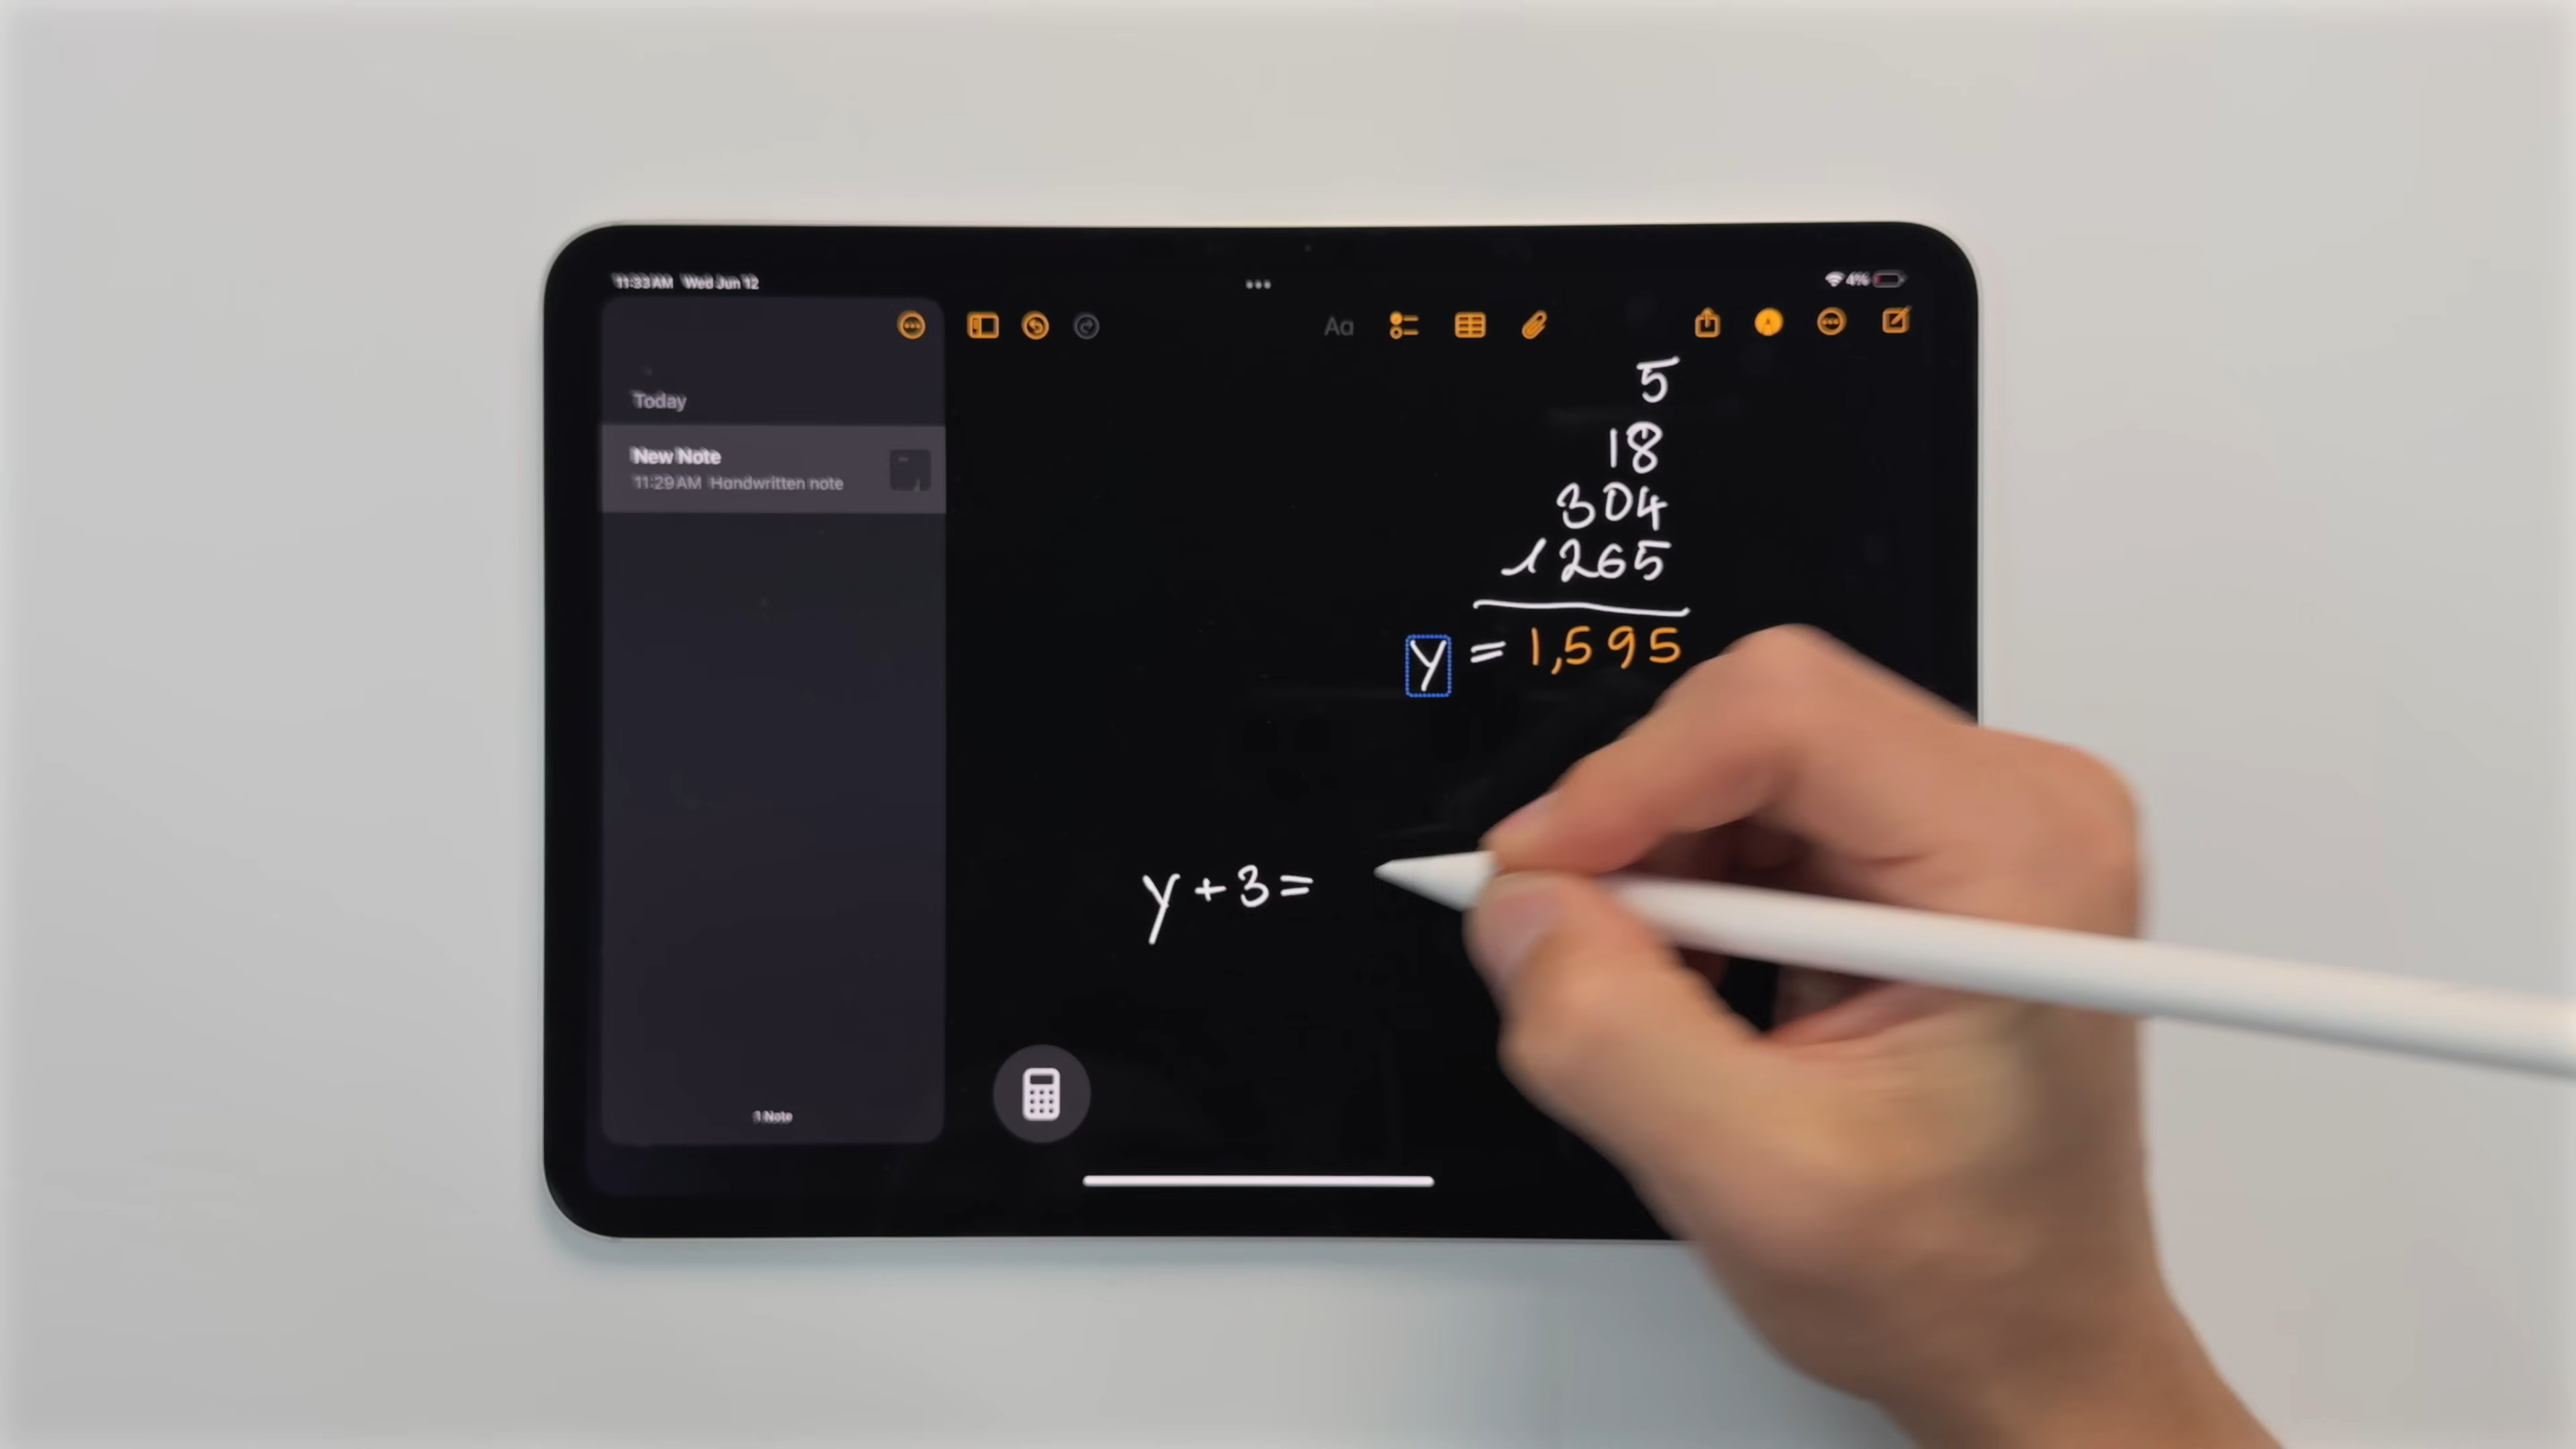 11:33 AM Wed Jun 12
4%
Aa
Today
New Note
11:29 AM Handwritten note
5
18
304
1265
y = 1,595
y + 3 =
1 Note